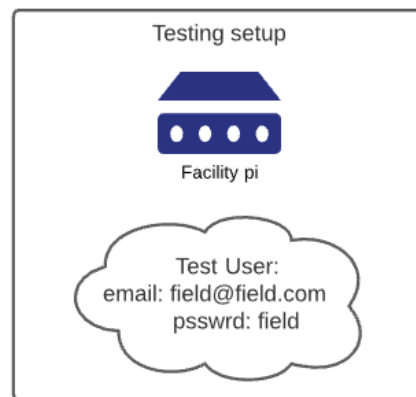 Testing setup
Facility pi
Test User:
email: field@field.com
psswrd: field